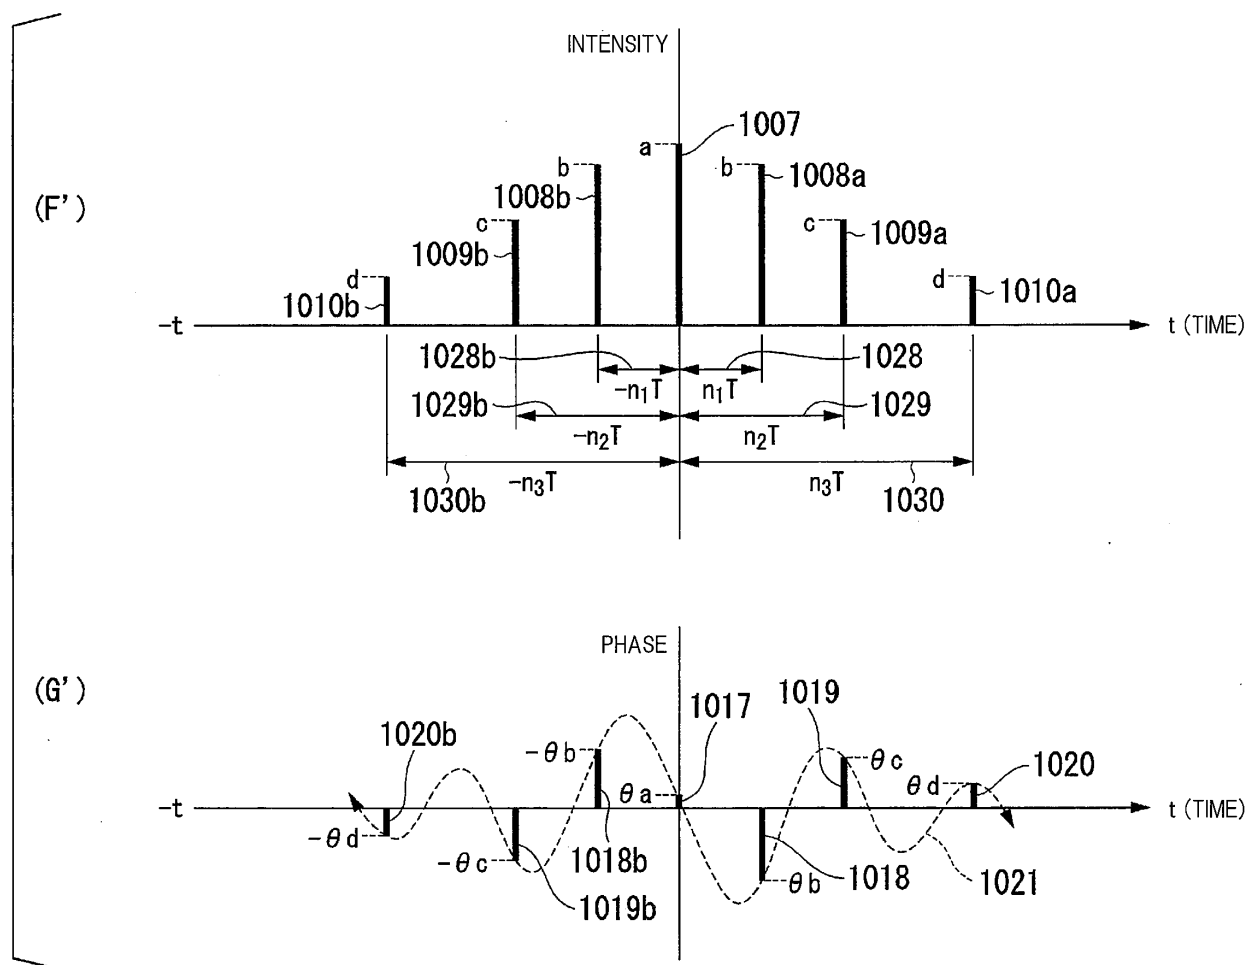 INTENSITY
1007
a
b
b
1008a
1008b
(F')
c
c
1009a
1009b
d
d
1010b
1010a
-t
t (TIME)
1028b
1028
-n₁T
n₁T
1029b
1029
-n₂T
n₂T
-n₃T
n₃T
1030b
1030
(G')
PHASE
1017
1019
1020b
-θb
θc
θa
θd
1020
-t
t (TIME)
-θd
-θc
1018b
θb
1018
1021
1019b